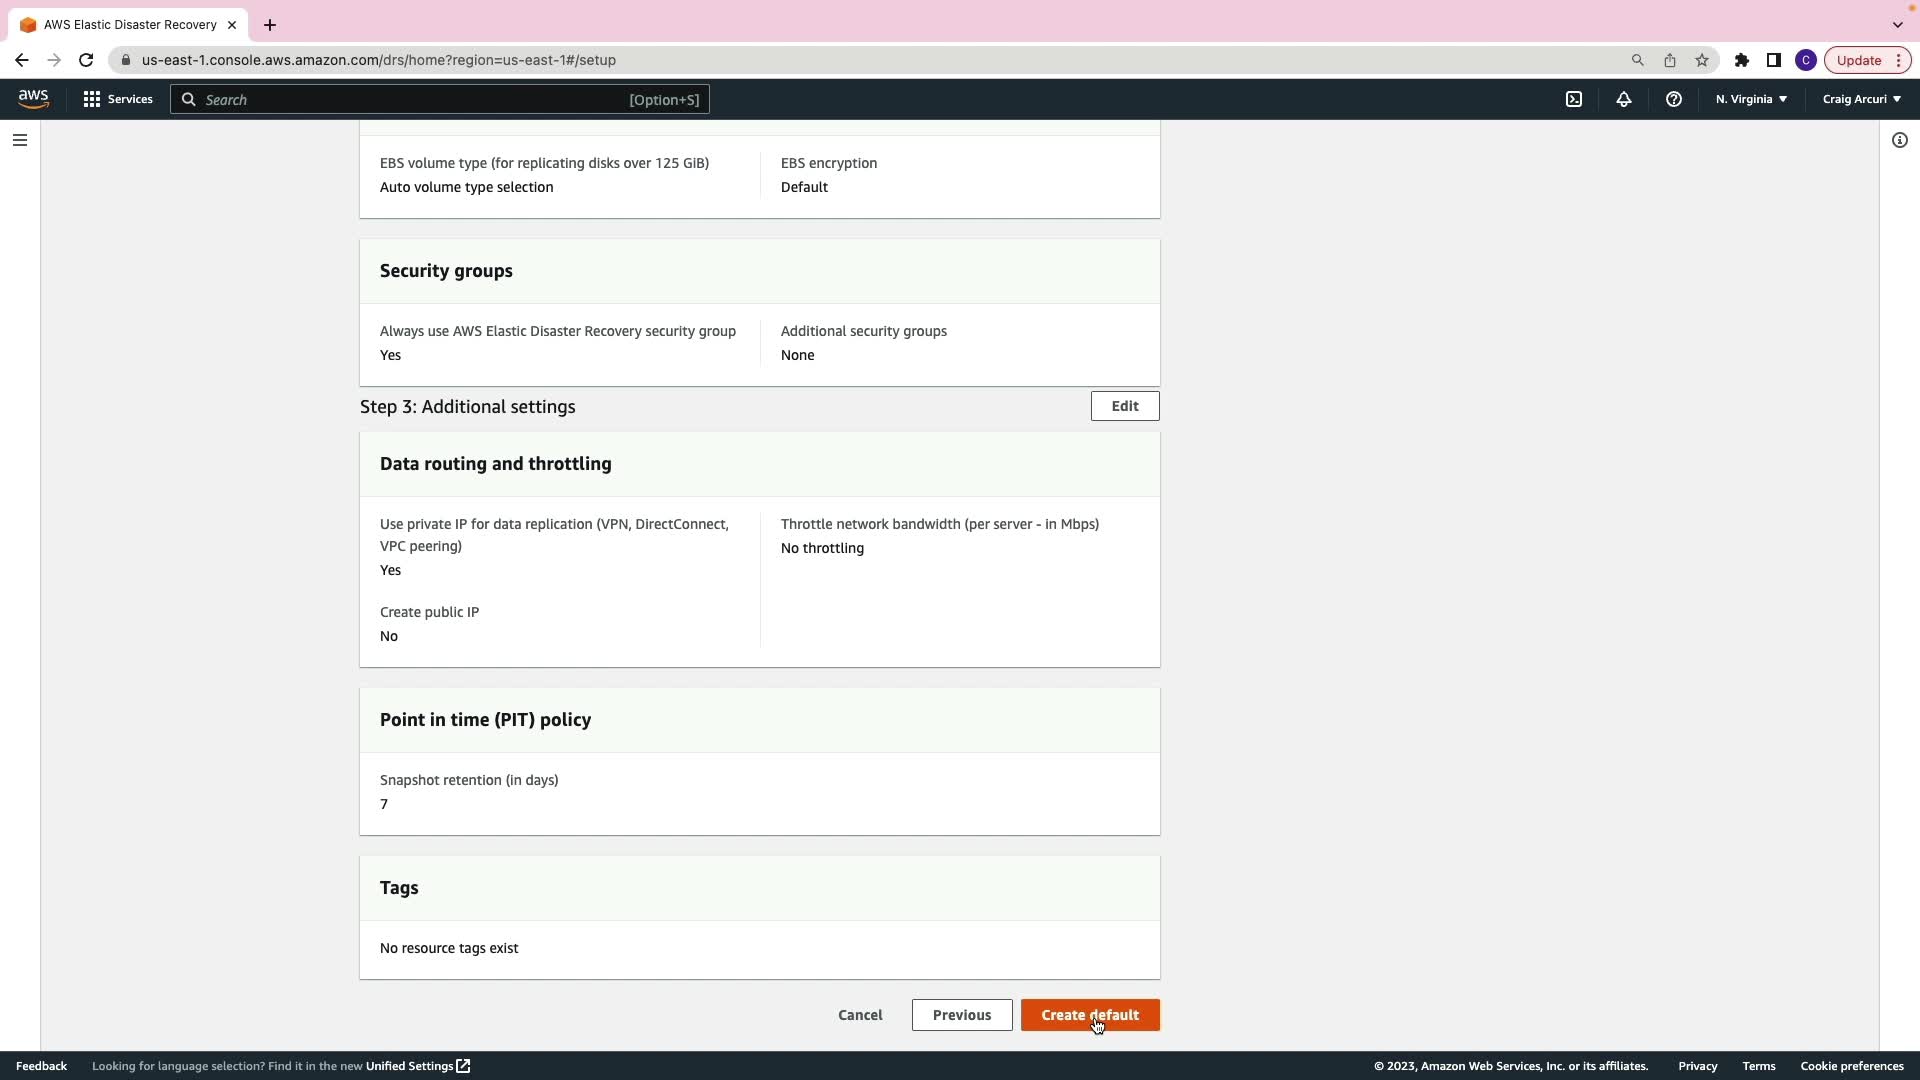 AWS Elastic Disaster Recovery
us-east-1.console.aws.amazon.com/drs/home?region=us-east-1#/setup
C
Update
aws
Services
Search
[Option+S]
N. Virginia
Craig Arcuri
EBS volume type (for replicating disks over 125 GiB)
Auto volume type selection
EBS encryption
Default
Security groups
Always use AWS Elastic Disaster Recovery security group
Yes
Additional security groups
None
Step 3: Additional settings
Edit
Data routing and throttling
Use private IP for data replication (VPN, DirectConnect,
VPC peering)
Yes
Create public IP
No
Throttle network bandwidth (per server - in Mbps)
No throttling
Point in time (PIT) policy
Snapshot retention (in days)
7
Tags
No resource tags exist
Cancel
Previous
Create default
Feedback
Looking for language selection? Find it in the new Unified Settings
© 2023, Amazon Web Services, Inc. or its affiliates.
Privacy
Terms
Cookie preferences